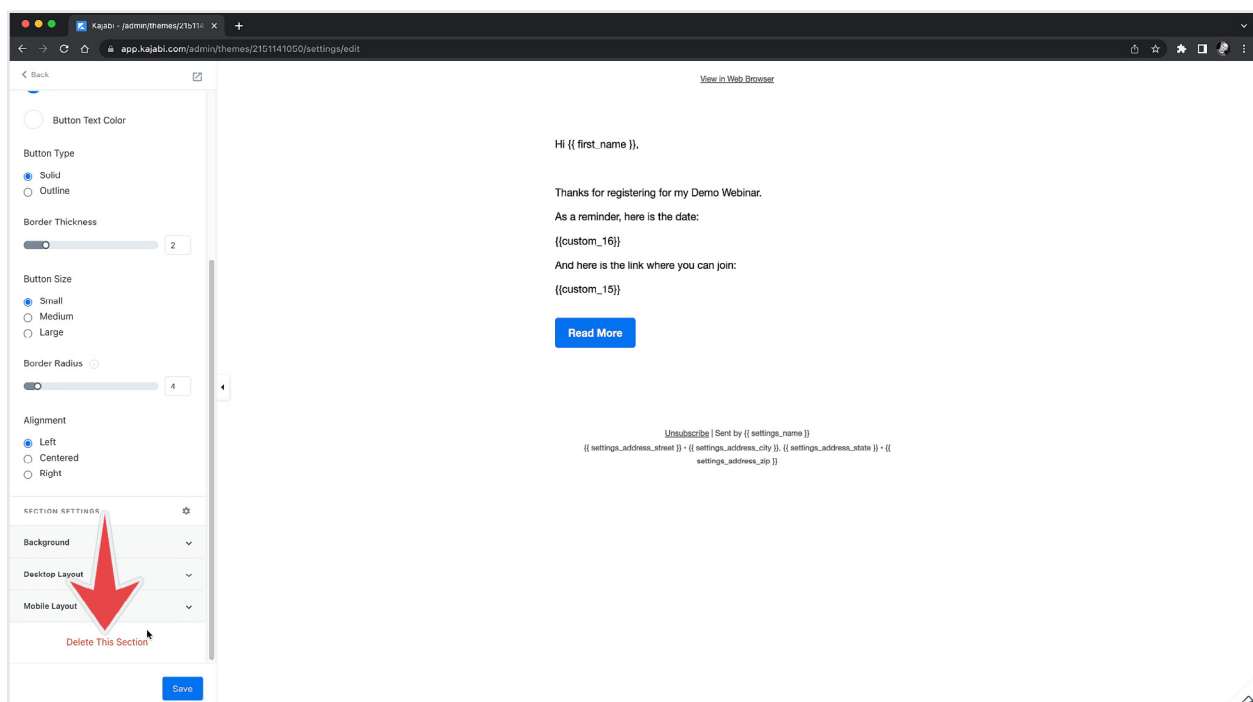 Kajabi - /admin/themes/215114
app.kajabi.com/admin/themes/2151141050/settings/edit
Back
Button Text Color
Button Type
Solid
Outline
Border Thickness
2
Button Size
Small
Medium
Large
Border Radius
4
Alignment
Left
Centered
Right
SECTION SETTINGS
Background
Desktop Layout
Mobile Layout
Delete This Section
Save
View in Web Browser
Hi {{ first_name }},
Thanks for registering for my Demo Webinar.
As a reminder, here is the date:
{{custom_16}}
And here is the link where you can join:
{{custom_15}}
Read More
Unsubscribe | Sent by {{ settings_name }}
{{ settings_address_street }} • {{ settings_address_city }}, {{ settings_address_state }} • {{
settings_address_zip }}